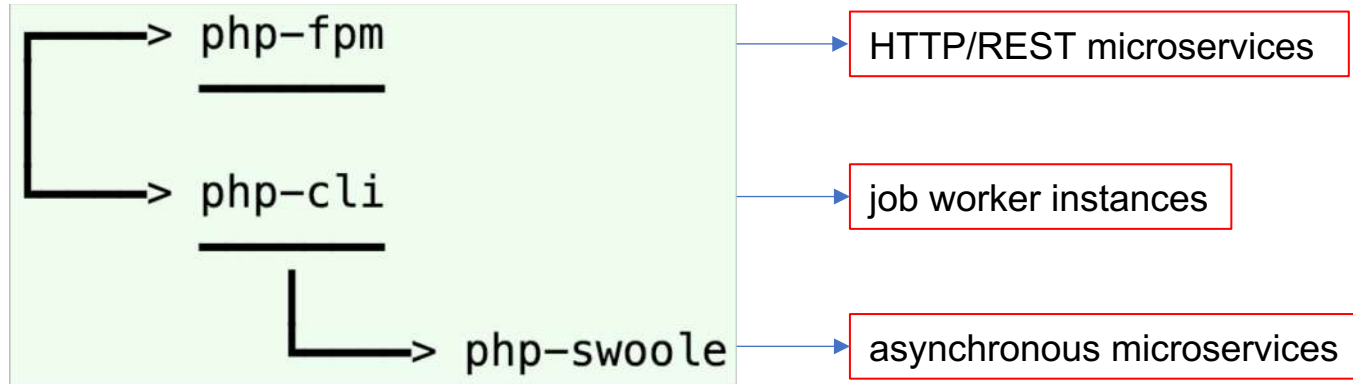 php-fpm
HTTP/REST microservices
php-cli
job worker instances
php-swoole
asynchronous microservices